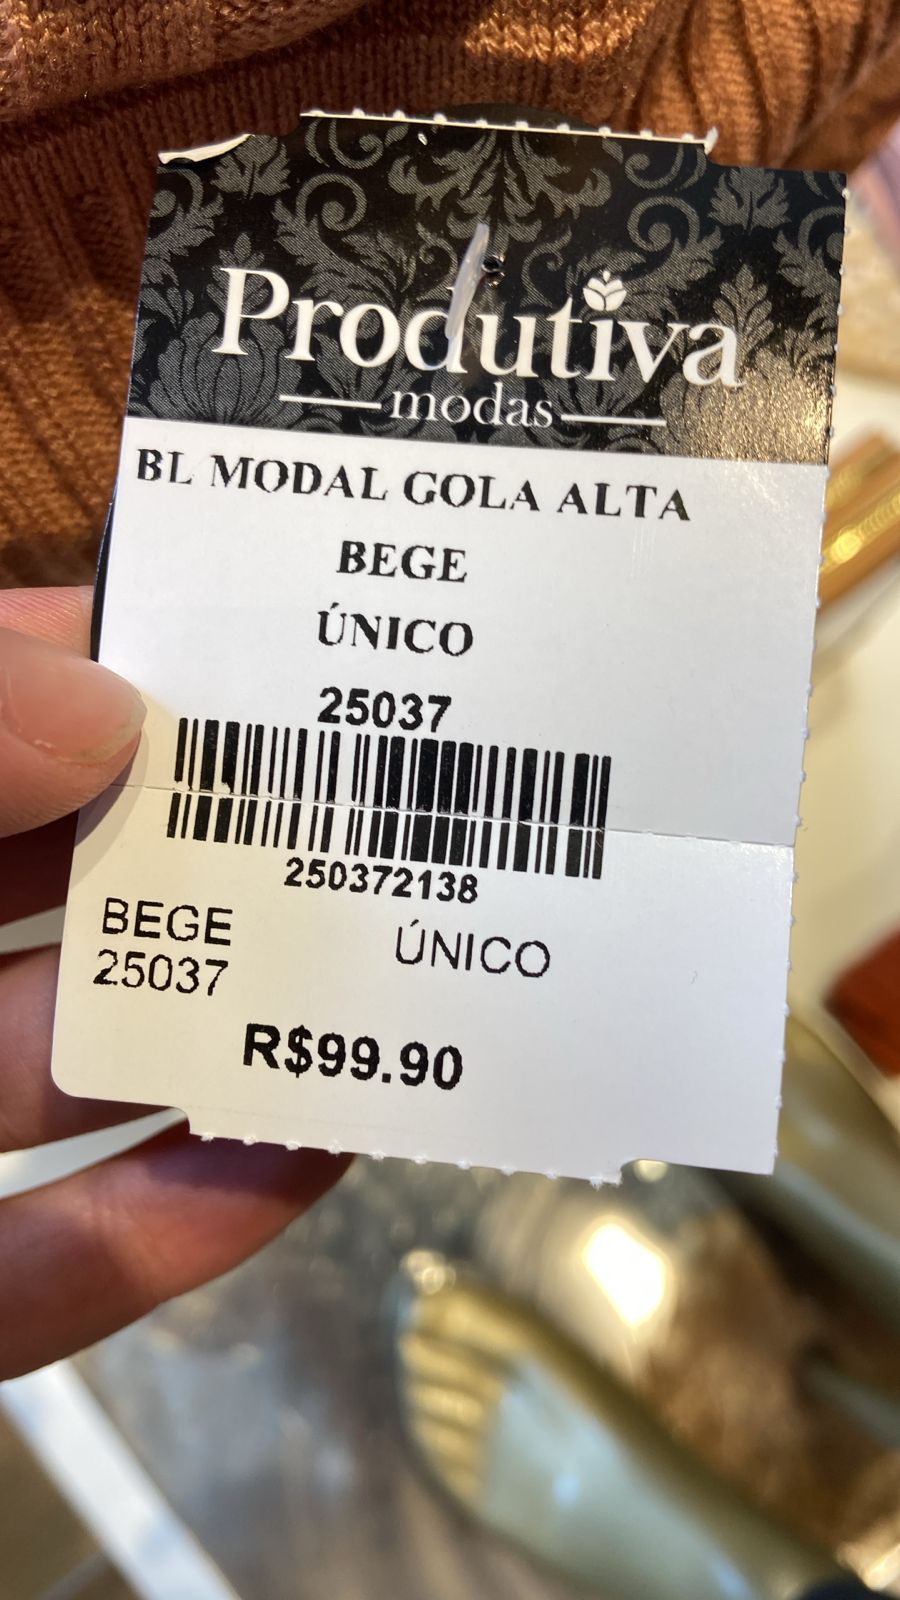 Produtiva
modas
BL MODAL GOLA ALTA
BEGE
ÚNICO
25037
250372138
BEGE ÚNICO
25037
R$99.90